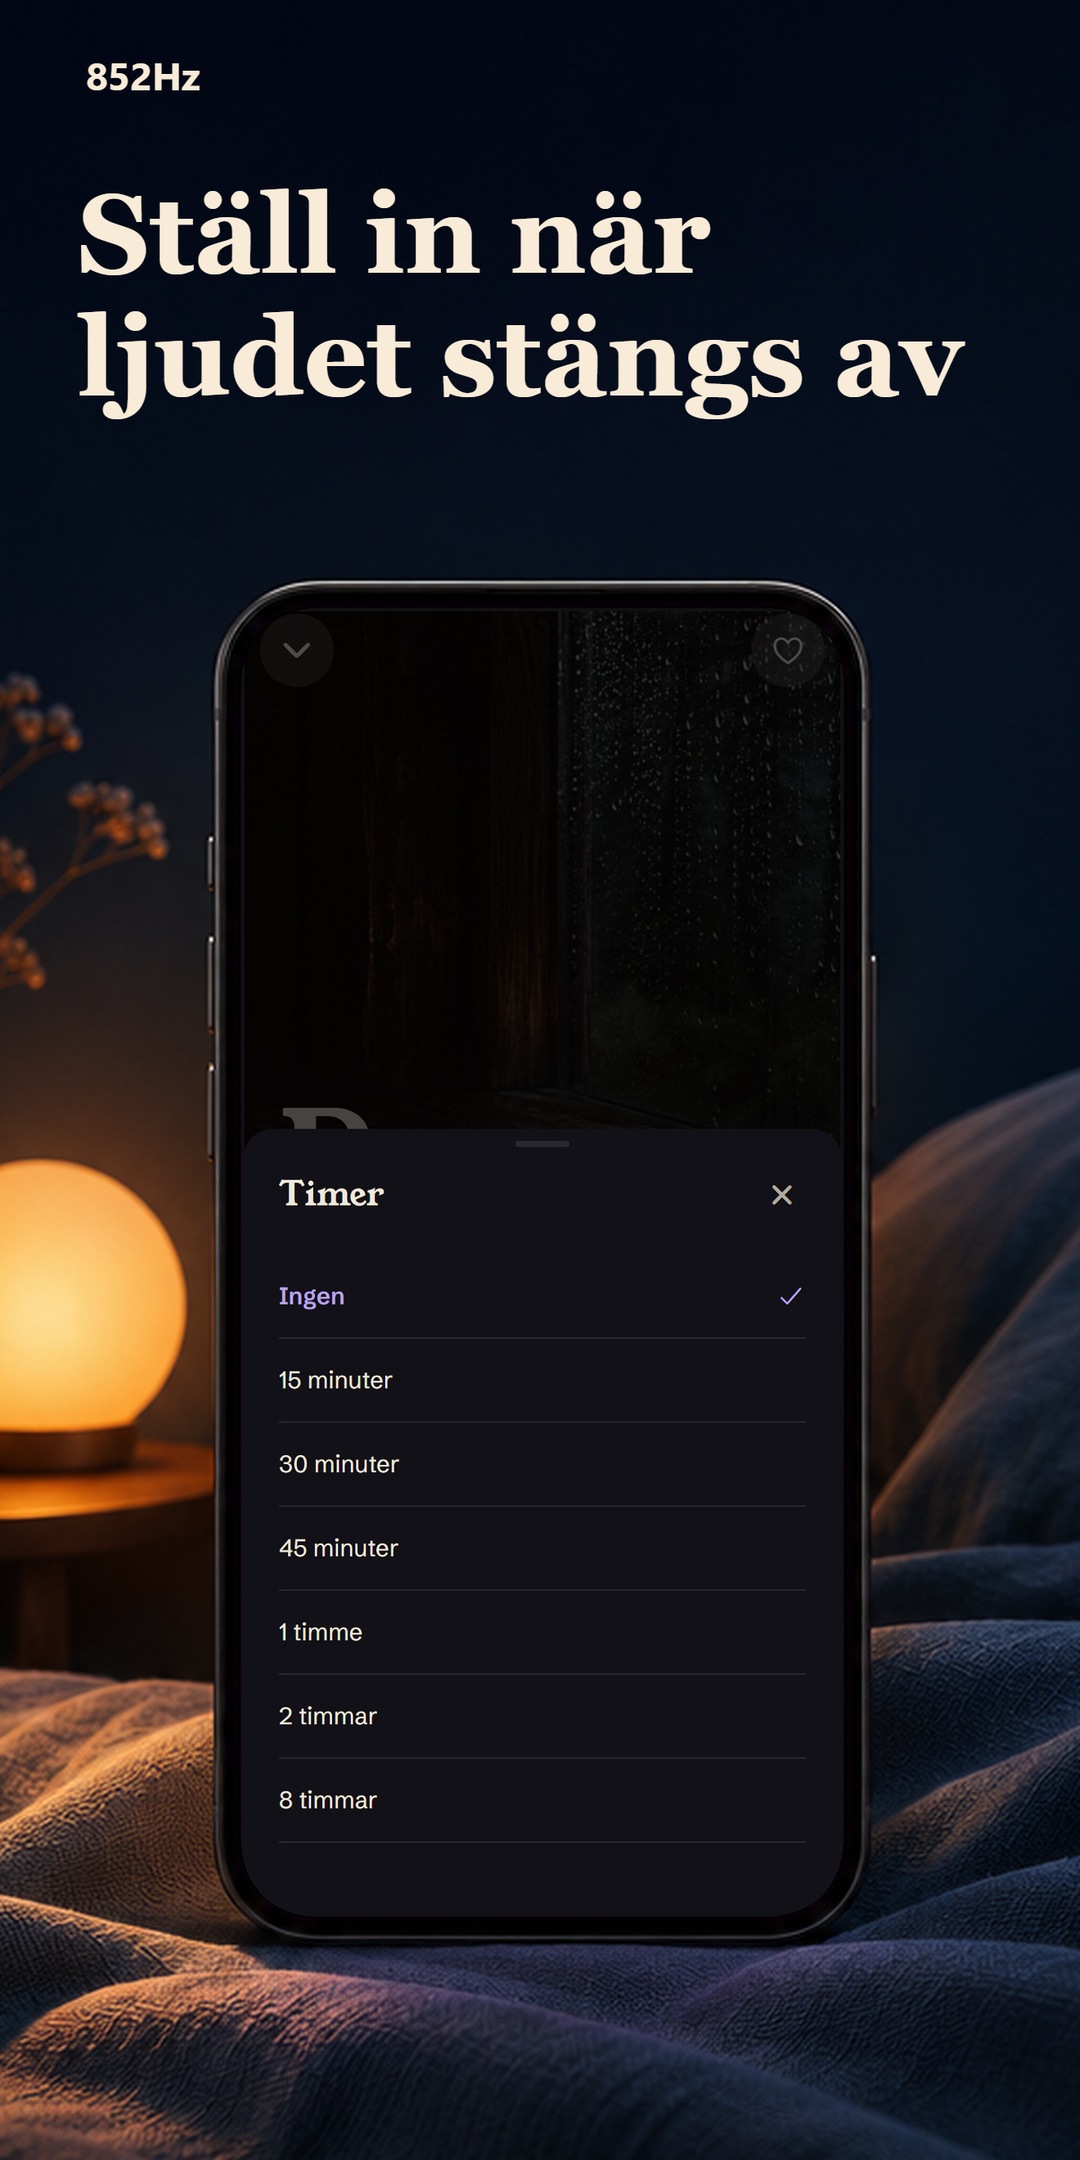 852Hz
Ställ in när
ljudet stängs av
Timer
Ingen
15 minuter
30 minuter
45 minuter
1 timme
2 timmar
8 timmar